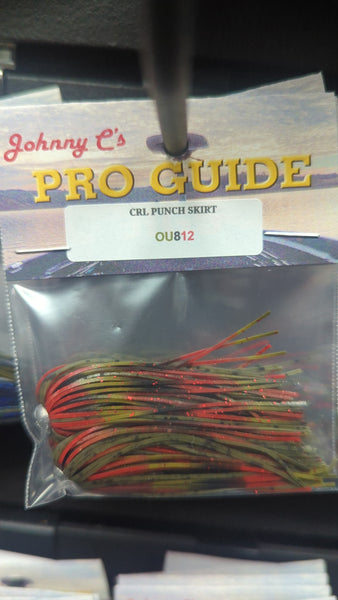 Johnny C's
PRO GUIDE
CRL PUNCH SKIRT
OU812